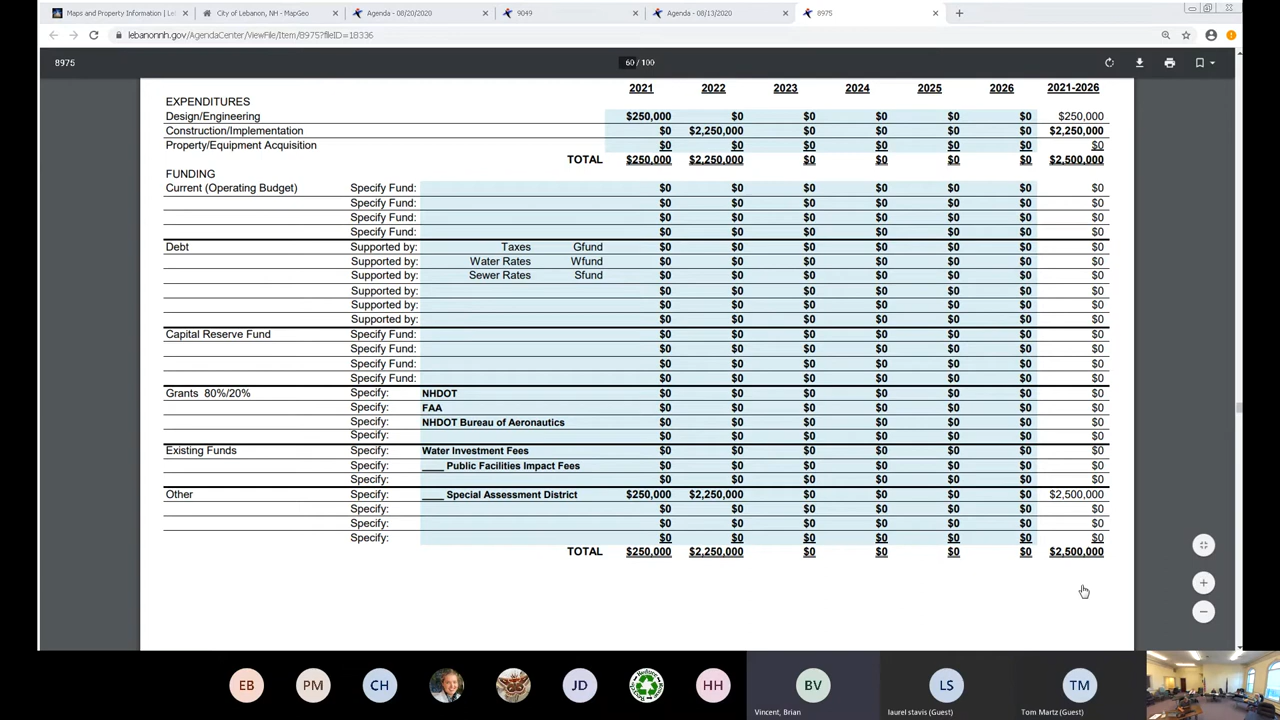 Maps and Property Information | Le
City of Lebanon, NH - MapGeo
Agenda - 08/20/2020
9049
Agenda - 08/13/2020
8975
lebanonnh.gov/AgendaCenter/ViewFile/Item/8975?fileID=18336
8975
60 / 100
2021 2022 2023 2024 2025 2026 2021-2026
EXPENDITURES
Design/Engineering $250,000 $0 $0 $0 $0 $0 $250,000
Construction/Implementation $0 $2,250,000 $0 $0 $0 $0 $2,250,000
Property/Equipment Acquisition $0 $0 $0 $0 $0 $0 $0
TOTAL $250,000 $2,250,000 $0 $0 $0 $0 $2,500,000
FUNDING
Current (Operating Budget) Specify Fund: $0 $0 $0 $0 $0 $0 $0
Specify Fund: $0 $0 $0 $0 $0 $0 $0
Specify Fund: $0 $0 $0 $0 $0 $0 $0
Specify Fund: $0 $0 $0 $0 $0 $0 $0
Debt Supported by: Taxes Gfund $0 $0 $0 $0 $0 $0 $0
Supported by: Water Rates Wfund $0 $0 $0 $0 $0 $0 $0
Supported by: Sewer Rates Sfund $0 $0 $0 $0 $0 $0 $0
Supported by: $0 $0 $0 $0 $0 $0 $0
Supported by: $0 $0 $0 $0 $0 $0 $0
Supported by: $0 $0 $0 $0 $0 $0 $0
Capital Reserve Fund Specify Fund: $0 $0 $0 $0 $0 $0 $0
Specify Fund: $0 $0 $0 $0 $0 $0 $0
Specify Fund: $0 $0 $0 $0 $0 $0 $0
Specify Fund: $0 $0 $0 $0 $0 $0 $0
Grants 80%/20% Specify: NHDOT $0 $0 $0 $0 $0 $0 $0
Specify: FAA $0 $0 $0 $0 $0 $0 $0
Specify: NHDOT Bureau of Aeronautics $0 $0 $0 $0 $0 $0 $0
Specify: $0 $0 $0 $0 $0 $0 $0
Existing Funds Specify: Water Investment Fees $0 $0 $0 $0 $0 $0 $0
Specify: ____ Public Facilities Impact Fees $0 $0 $0 $0 $0 $0 $0
Specify: $0 $0 $0 $0 $0 $0 $0
Other Specify: ____ Special Assessment District $250,000 $2,250,000 $0 $0 $0 $0 $2,500,000
Specify: $0 $0 $0 $0 $0 $0 $0
Specify: $0 $0 $0 $0 $0 $0 $0
Specify: $0 $0 $0 $0 $0 $0 $0
TOTAL $250,000 $2,250,000 $0 $0 $0 $0 $2,500,000
EB PM CH JD HH BV LS TM
Vincent, Brian
laurel stavis (Guest)
Tom Martz (Guest)